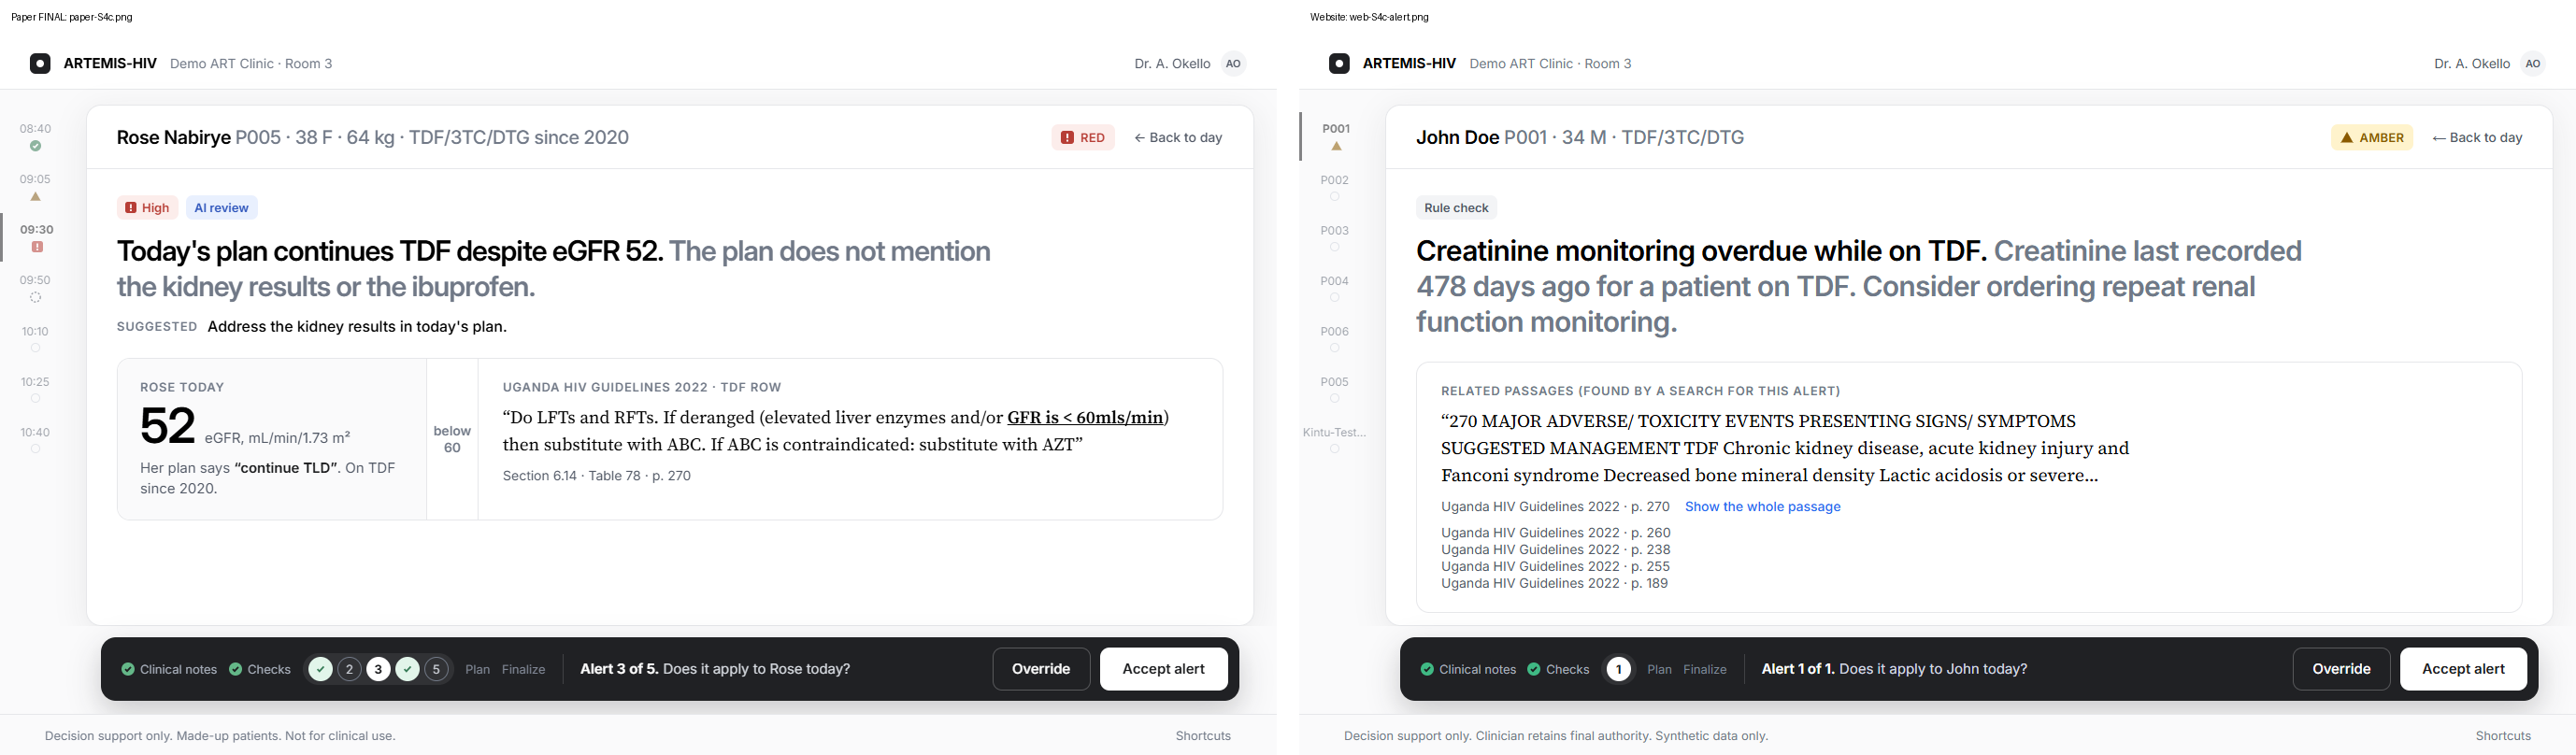 Paper FINAL: paper-S4c.png
ARTEMIS-HIV Demo ART Clinic · Room 3
Dr. A. Okello AO
08:40
09:05
09:30
09:50
10:10
10:25
10:40
Rose Nabirye P005 · 38 F · 64 kg · TDF/3TC/DTG since 2020
RED
← Back to day
High
AI review
Today's plan continues TDF despite eGFR 52. The plan does not mention
the kidney results or the ibuprofen.
SUGGESTED Address the kidney results in today's plan.
ROSE TODAY
52 eGFR, mL/min/1.73 m²
Her plan says “continue TLD”. On TDF
since 2020.
below
60
UGANDA HIV GUIDELINES 2022 · TDF ROW
“Do LFTs and RFTs. If deranged (elevated liver enzymes and/or GFR is < 60mls/min)
then substitute with ABC. If ABC is contraindicated: substitute with AZT”
Section 6.14 · Table 78 · p. 270
Clinical notes Checks 2 3 5 Plan Finalize
Alert 3 of 5. Does it apply to Rose today?
Override
Accept alert
Decision support only. Made-up patients. Not for clinical use.
Shortcuts
Website: web-S4c-alert.png
ARTEMIS-HIV Demo ART Clinic · Room 3
Dr. A. Okello AO
P001
P002
P003
P004
P006
P005
Kintu-Test...
John Doe P001 · 34 M · TDF/3TC/DTG
AMBER
← Back to day
Rule check
Creatinine monitoring overdue while on TDF. Creatinine last recorded
478 days ago for a patient on TDF. Consider ordering repeat renal
function monitoring.
RELATED PASSAGES (FOUND BY A SEARCH FOR THIS ALERT)
“270 MAJOR ADVERSE/ TOXICITY EVENTS PRESENTING SIGNS/ SYMPTOMS
SUGGESTED MANAGEMENT TDF Chronic kidney disease, acute kidney injury and
Fanconi syndrome Decreased bone mineral density Lactic acidosis or severe...
Uganda HIV Guidelines 2022 · p. 270 Show the whole passage
Uganda HIV Guidelines 2022 · p. 260
Uganda HIV Guidelines 2022 · p. 238
Uganda HIV Guidelines 2022 · p. 255
Uganda HIV Guidelines 2022 · p. 189
Clinical notes Checks 1 Plan Finalize
Alert 1 of 1. Does it apply to John today?
Override
Accept alert
Decision support only. Clinician retains final authority. Synthetic data only.
Shortcuts